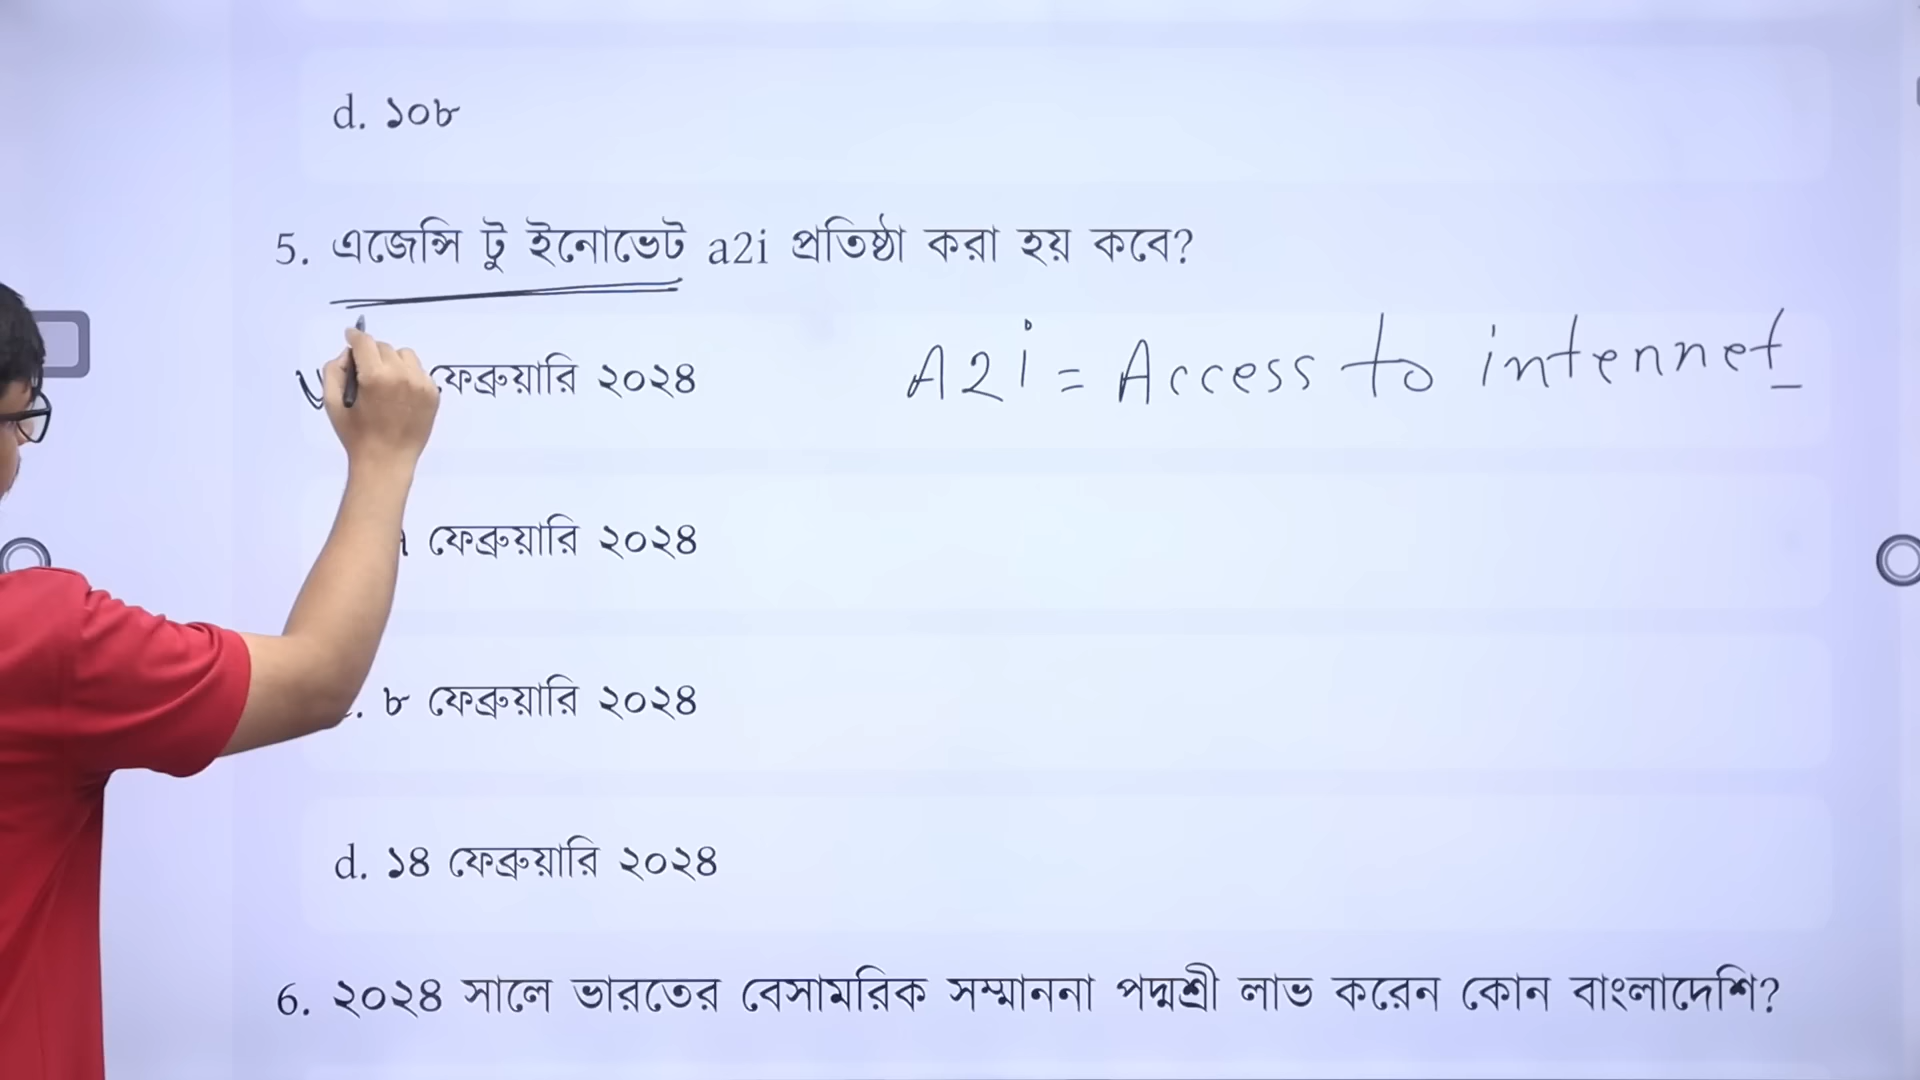 d. ১০৮
5. এজেন্সি টু ইনোভেট a2i প্রতিষ্ঠা করা হয় কবে?
A2i = Access to intennet
ফেব্রুয়ারি ২০২৪
ফেব্রুয়ারি ২০২৪
. ৮ ফেব্রুয়ারি ২০২৪
d. ১৪ ফেব্রুয়ারি ২০২৪
6. ২০২৪ সালে ভারতের বেসামরিক সম্মাননা পদ্মশ্রী লাভ করেন কোন বাংলাদেশি?